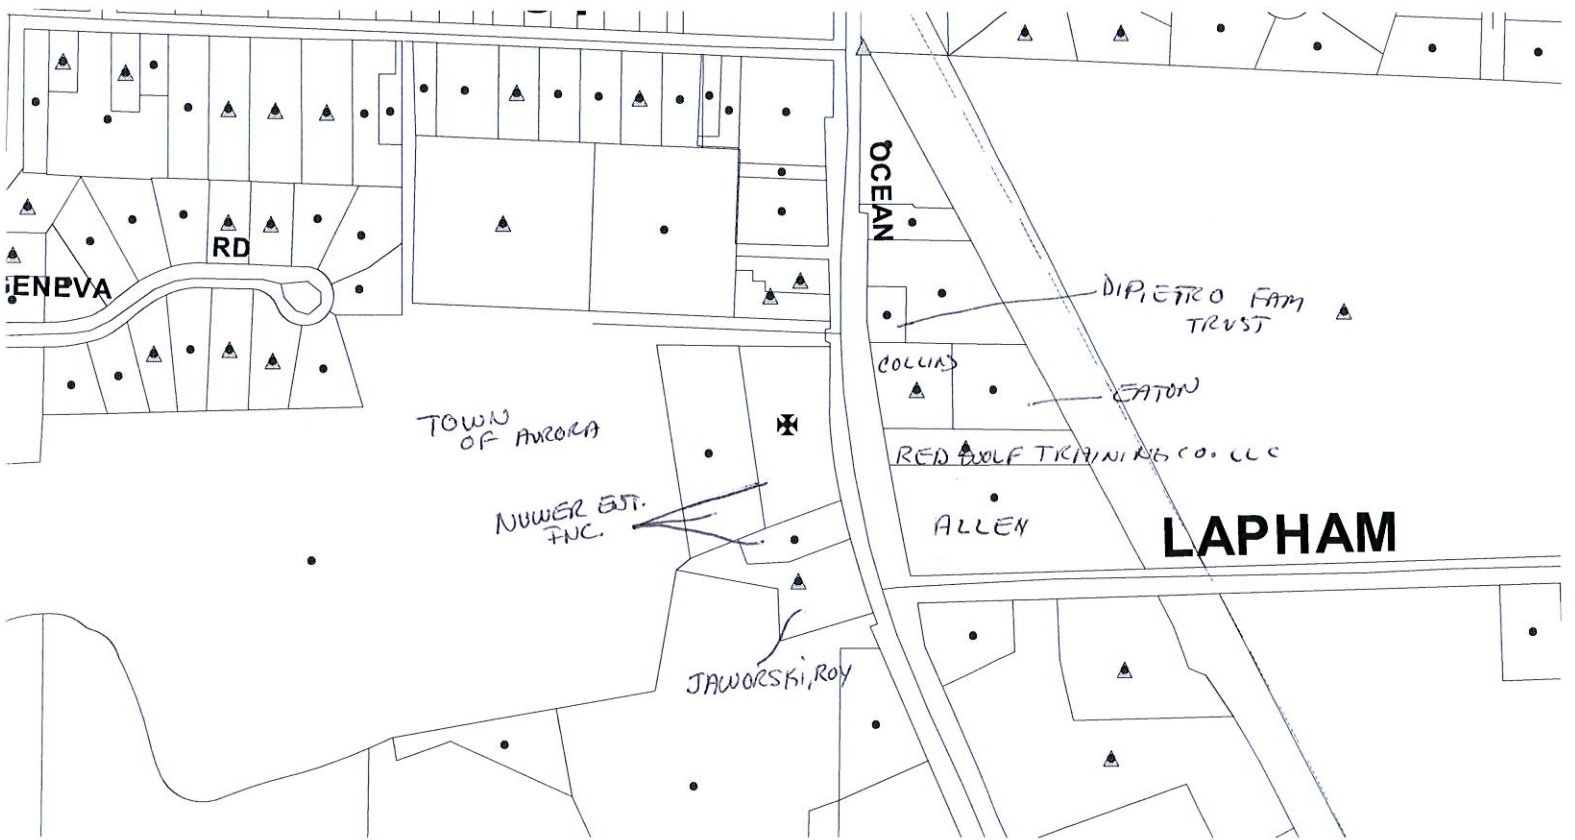 OCEAN
RD
GENEVA
DIPIETRO FAM
TRUST
COLLINS
EATON
TOWN
OF AURORA
RED WOLF TRAINING CO. LLC
NUWER ENT.
INC.
ALLEN
LAPHAM
JAWORSKI, ROY